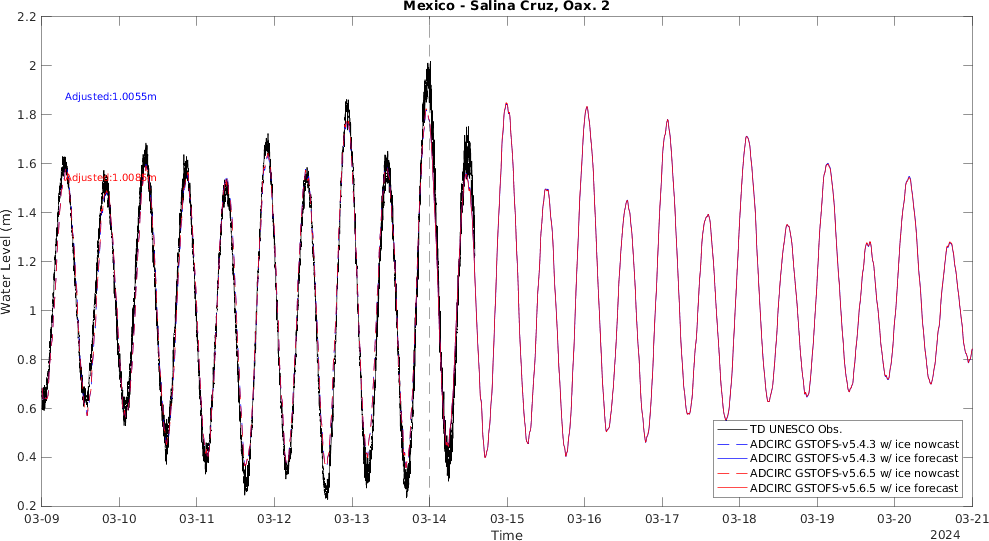 Mexico - Salina Cruz, Oax. 2
2.2
2
1.8
1.6
1.4
1.2
1
0.8
0.6
0.4
0.2
Water Level (m)
Adjusted:1.0055m
Adjusted:1.0086m
TD UNESCO Obs.
ADCIRC GSTOFS-v5.4.3 w/ ice nowcast
ADCIRC GSTOFS-v5.4.3 w/ ice forecast
ADCIRC GSTOFS-v5.6.5 w/ ice nowcast
ADCIRC GSTOFS-v5.6.5 w/ ice forecast
03-09 03-10 03-11 03-12 03-13 03-14 03-15 03-16 03-17 03-18 03-19 03-20 03-21
Time
2024